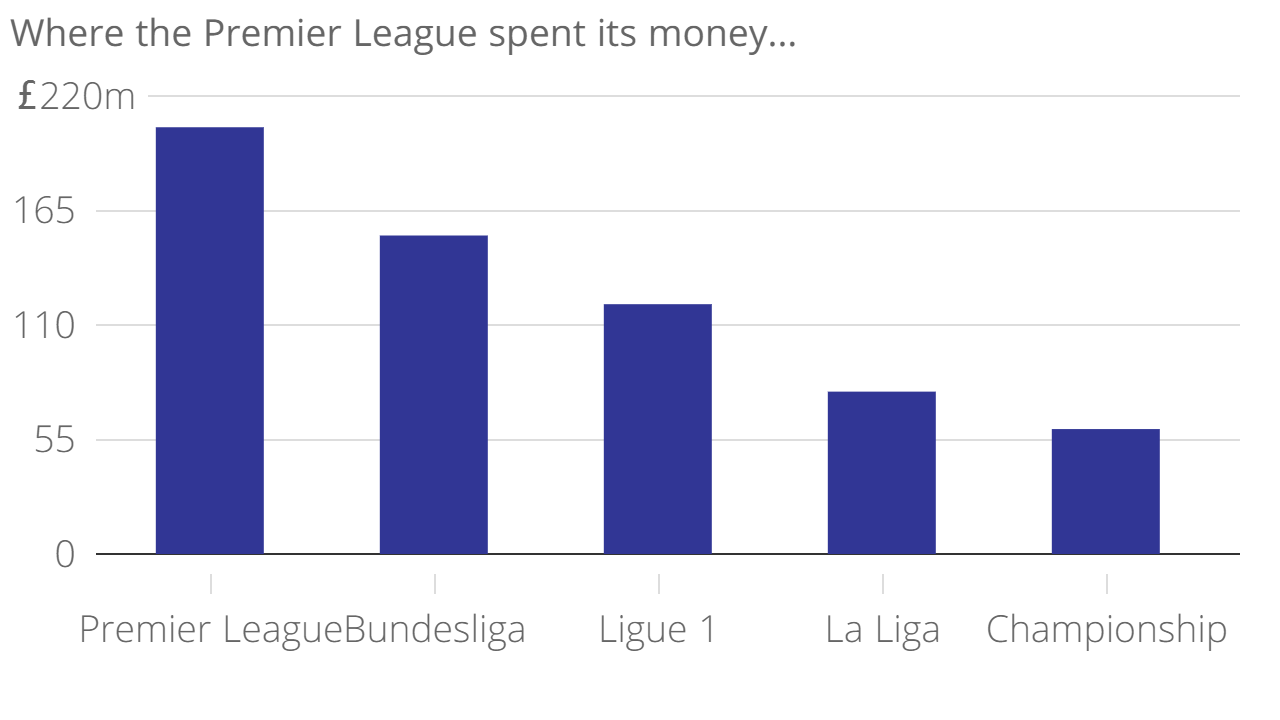 Where the Premier League spent its money...
£220m
165
110
55
0
Premier League Bundesliga Ligue 1 La Liga Championship